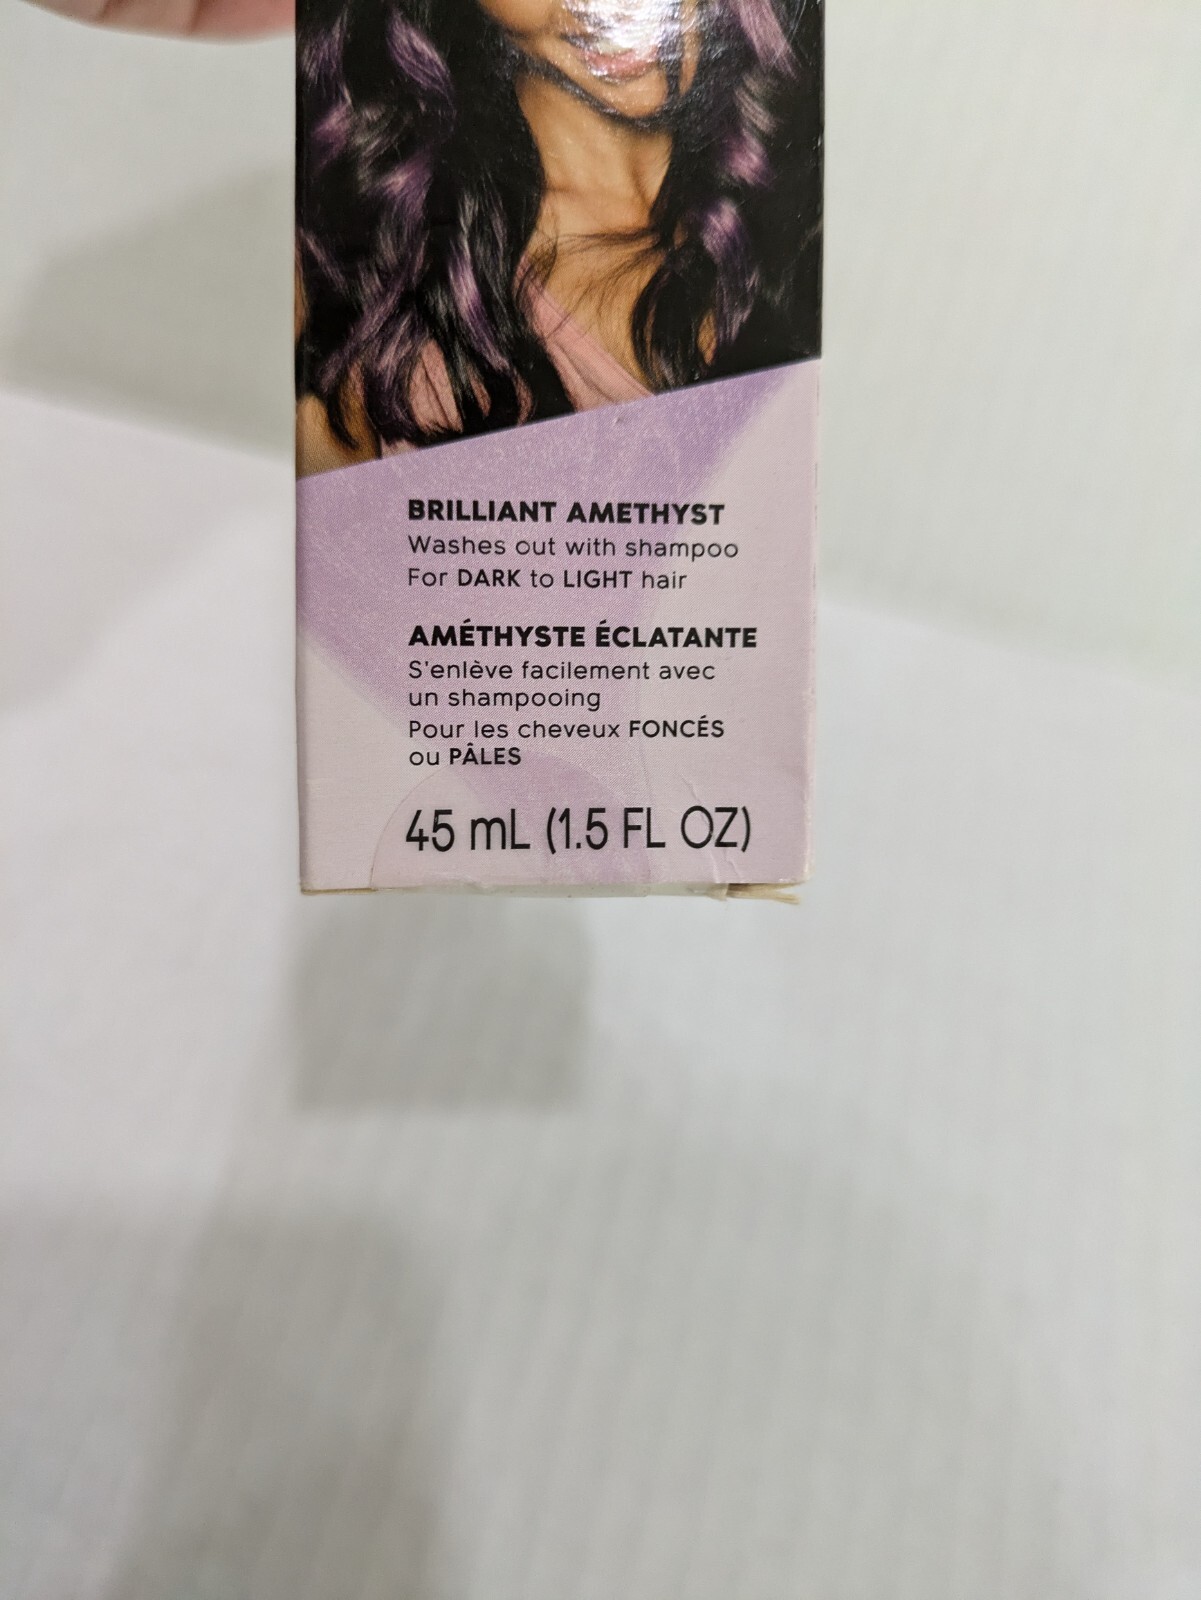 BRILLIANT AMETHYST
Washes out with shampoo
For DARK to LIGHT hair
AMÉTHYSTE ÉCLATANTE
S'enlève facilement avec
un shampooing
Pour les cheveux FONCÉS
ou PÂLES
45 mL (1.5 FL OZ)